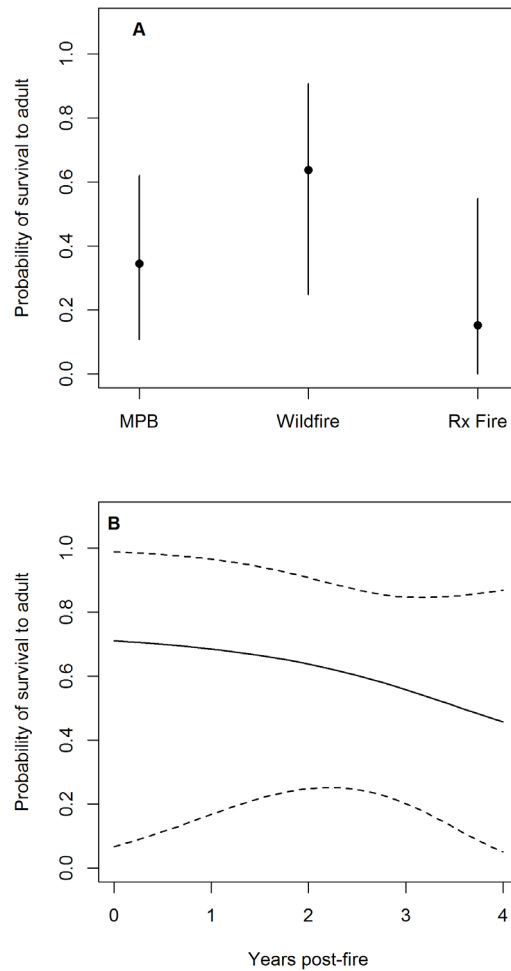 A
Probability of survival to adult
1.0
0.8
0.6
0.4
0.2
0.0
MPB Wildfire Rx Fire
B
Probability of survival to adult
1.0
0.8
0.6
0.4
0.2
0.0
0 1 2 3 4
Years post-fire